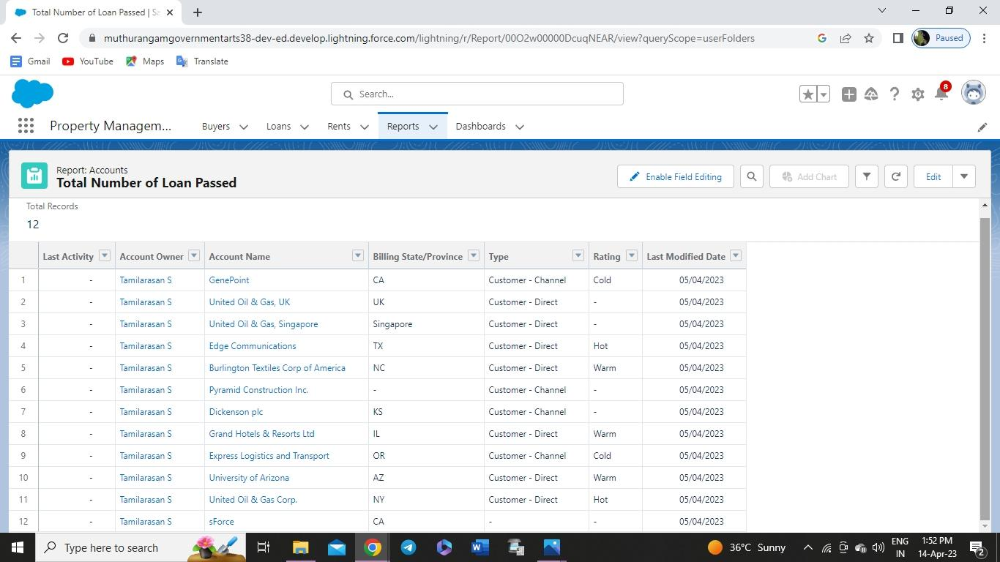 Total Number of Loan Passed | Sa
muthurangamgovernmentarts38-dev-ed.develop.lightning.force.com/lightning/r/Report/00O2w00000DcuqNEAR/view?queryScope=userFolders
Paused
Gmail YouTube Maps Translate
Search...
8
Property Managem... Buyers Loans Rents Reports Dashboards
Report: Accounts
Total Number of Loan Passed
Enable Field Editing Add Chart Edit
Total Records
12
Last Activity Account Owner Account Name Billing State/Province Type Rating Last Modified Date
1 - Tamilarasan S GenePoint CA Customer - Channel Cold 05/04/2023
2 - Tamilarasan S United Oil & Gas, UK UK Customer - Direct - 05/04/2023
3 - Tamilarasan S United Oil & Gas, Singapore Singapore Customer - Direct - 05/04/2023
4 - Tamilarasan S Edge Communications TX Customer - Direct Hot 05/04/2023
5 - Tamilarasan S Burlington Textiles Corp of America NC Customer - Direct Warm 05/04/2023
6 - Tamilarasan S Pyramid Construction Inc. - Customer - Channel - 05/04/2023
7 - Tamilarasan S Dickenson plc KS Customer - Channel - 05/04/2023
8 - Tamilarasan S Grand Hotels & Resorts Ltd IL Customer - Direct Warm 05/04/2023
9 - Tamilarasan S Express Logistics and Transport OR Customer - Channel Cold 05/04/2023
10 - Tamilarasan S University of Arizona AZ Customer - Direct Warm 05/04/2023
11 - Tamilarasan S United Oil & Gas Corp. NY Customer - Direct Hot 05/04/2023
12 - Tamilarasan S sForce CA - - 05/04/2023
Type here to search
36°C Sunny
ENG 1:52 PM
IN 14-Apr-23 2